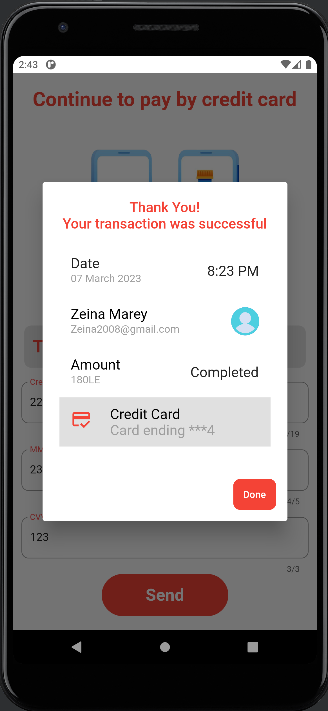 2:43
Continue to pay by credit card
Thank You!
Your transaction was successful
Date
07 March 2023
8:23 PM
Zeina Marey
Zeina2008@gmail.com
Amount
180LE
Completed
Credit Card
Card ending ***4
Done
T
Cre
22
/19
MM
23
4/5
CV
123
3/3
Send